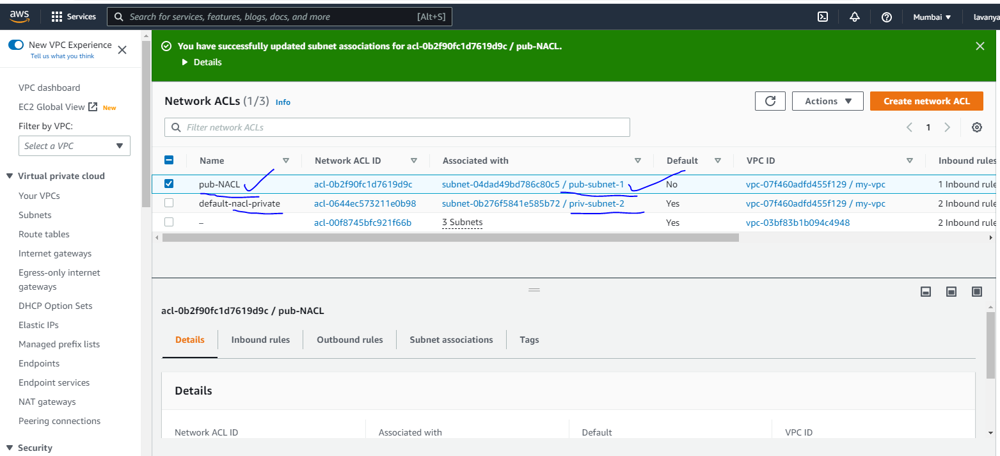 aws Services Search for services, features, blogs, docs, and more [Alt+S] Mumbai lavanya
New VPC Experience
Tell us what you think
VPC dashboard
EC2 Global View New
Filter by VPC:
Select a VPC
Virtual private cloud
Your VPCs
Subnets
Route tables
Internet gateways
Egress-only internet
gateways
DHCP Option Sets
Elastic IPs
Managed prefix lists
Endpoints
Endpoint services
NAT gateways
Peering connections
Security
You have successfully updated subnet associations for acl-0b2f90fc1d7619d9c / pub-NACL.
Details
Network ACLs (1/3) Info
Actions
Create network ACL
Filter network ACLs
1
Name Network ACL ID Associated with Default VPC ID Inbound rules
pub-NACL acl-0b2f90fc1d7619d9c subnet-04dad49bd786c80c5 / pub-subnet-1 No vpc-07f460adfd455f129 / my-vpc 1 Inbound rule
default-nacl-private acl-0644ec573211e0b98 subnet-0b276f5841e585b72 / priv-subnet-2 Yes vpc-07f460adfd455f129 / my-vpc 2 Inbound rule
– acl-00f8745bfc921f66b 3 Subnets Yes vpc-03bf83b1b094c4948 2 Inbound rule
acl-0b2f90fc1d7619d9c / pub-NACL
Details Inbound rules Outbound rules Subnet associations Tags
Details
Network ACL ID Associated with Default VPC ID